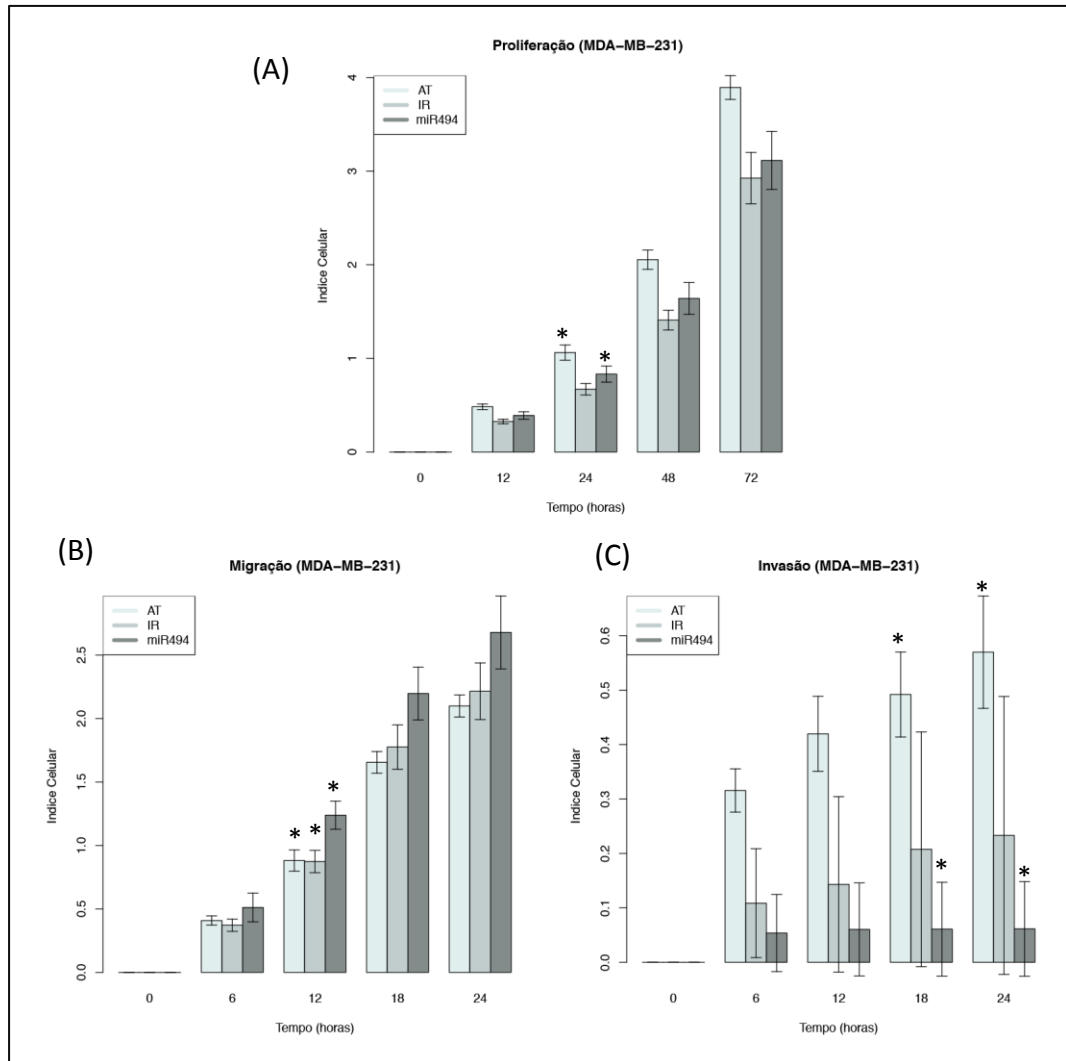 (A)
Proliferação (MDA-MB-231)
AT
IR
miR494
Indice Celular
0
1
2
3
4
*
*
0 12 24 48 72
Tempo (horas)
(B)
Migração (MDA-MB-231)
AT
IR
miR494
Indice Celular
0.0
0.5
1.0
1.5
2.0
2.5
* * *
0 6 12 18 24
Tempo (horas)
(C)
Invasão (MDA-MB-231)
AT
IR
miR494
Indice Celular
0.0
0.1
0.2
0.3
0.4
0.5
0.6
*
*
*
*
0 6 12 18 24
Tempo (horas)